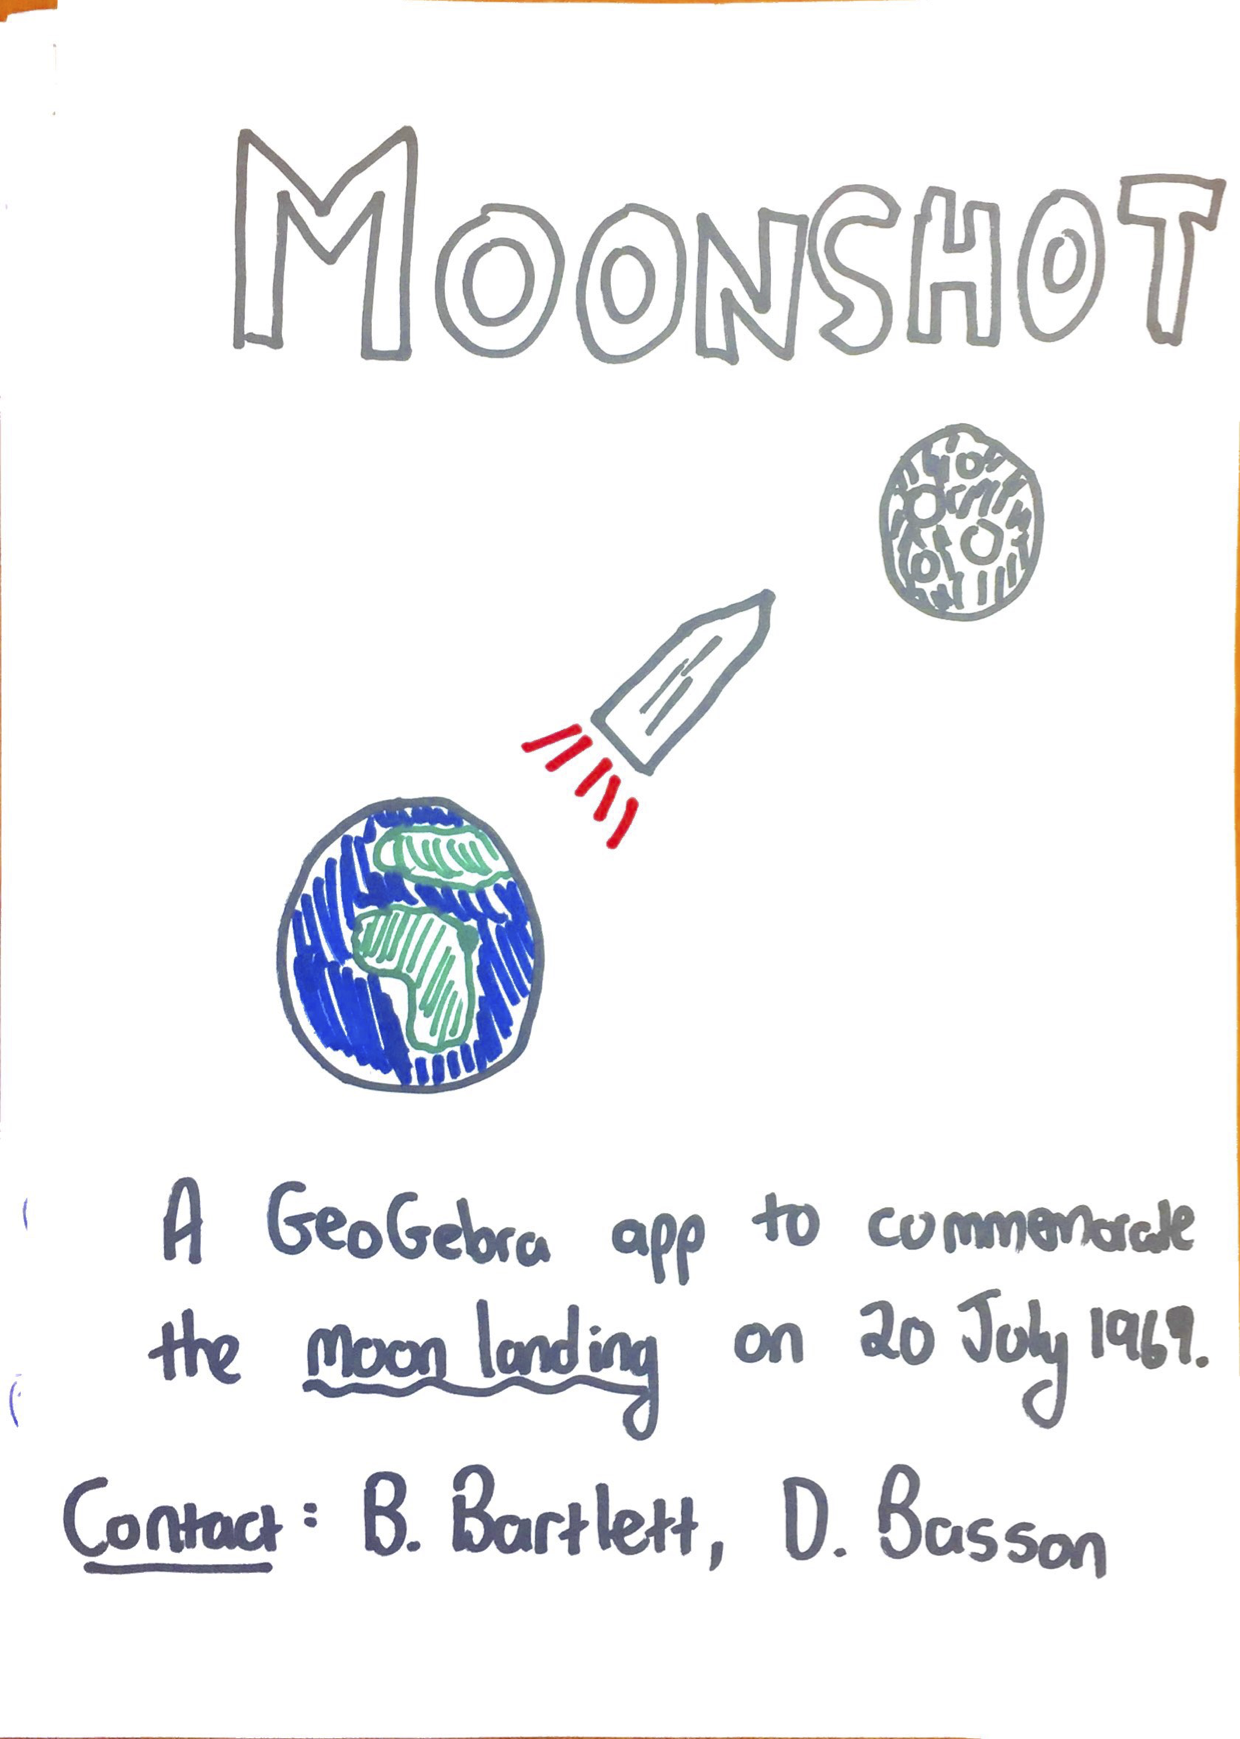 MOONSHOT
A GeoGebra app to commemorate
the moon landing on 20 July 1969.
Contact: B. Bartlett, D. Basson